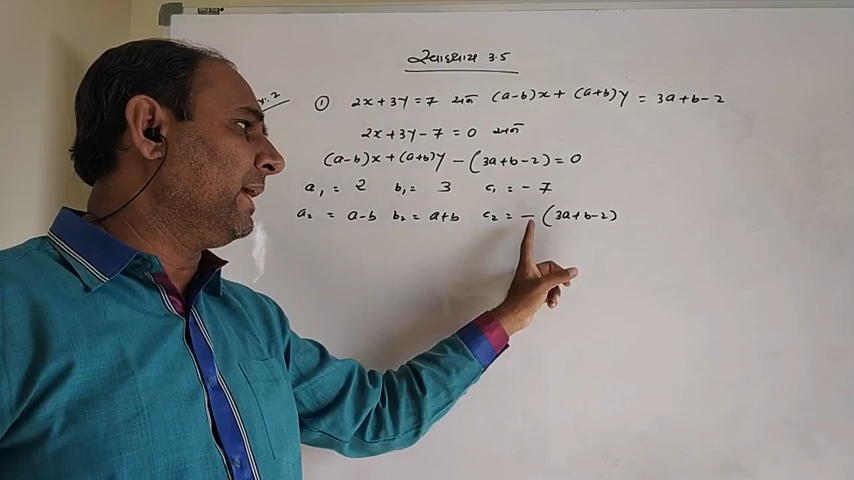 સ્વાધ્યાય 3.5
① 2x+3y=7 અને (a-b)x+(a+b)y=3a+b-2
2x+3y-7=0 અને
(a-b)x+(a+b)y-(3a+b-2)=0
a₁ = 2 b₁ = 3 c₁ = - 7
a₂ = a-b b₂ = a+b c₂ = - (3a+b-2)